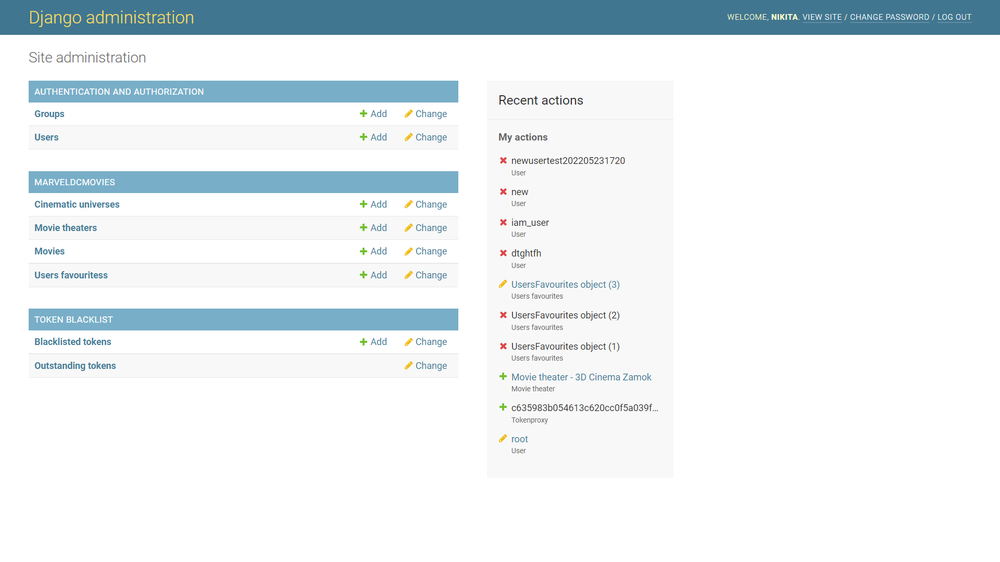 Django administration
WELCOME, NIKITA. VIEW SITE / CHANGE PASSWORD / LOG OUT
Site administration
AUTHENTICATION AND AUTHORIZATION
Groups Add Change
Users Add Change
MARVELDCMOVIES
Cinematic universes Add Change
Movie theaters Add Change
Movies Add Change
Users favouritess Add Change
TOKEN BLACKLIST
Blacklisted tokens Add Change
Outstanding tokens Change
Recent actions
My actions
newusertest202205231720
User
new
User
iam_user
User
dtghtfh
User
UsersFavourites object (3)
Users favourites
UsersFavourites object (2)
Users favourites
UsersFavourites object (1)
Users favourites
Movie theater - 3D Cinema Zamok
Movie theater
c635983b054613c620cc0f5a039f…
Tokenproxy
root
User